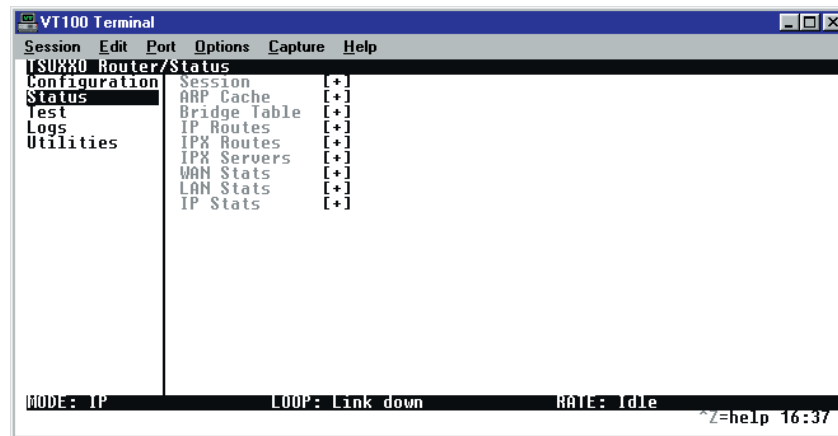 VT100 Terminal
Session Edit Port Options Capture Help
TSUXX0 Router/Status
Configuration Session [+]
Status ARP Cache [+]
Test Bridge Table [+]
Logs IP Routes [+]
Utilities IPX Routes [+]
IPX Servers [+]
WAN Stats [+]
LAN Stats [+]
IP Stats [+]
MODE: IP LOOP: Link down RATE: Idle
^Z=help 16:37